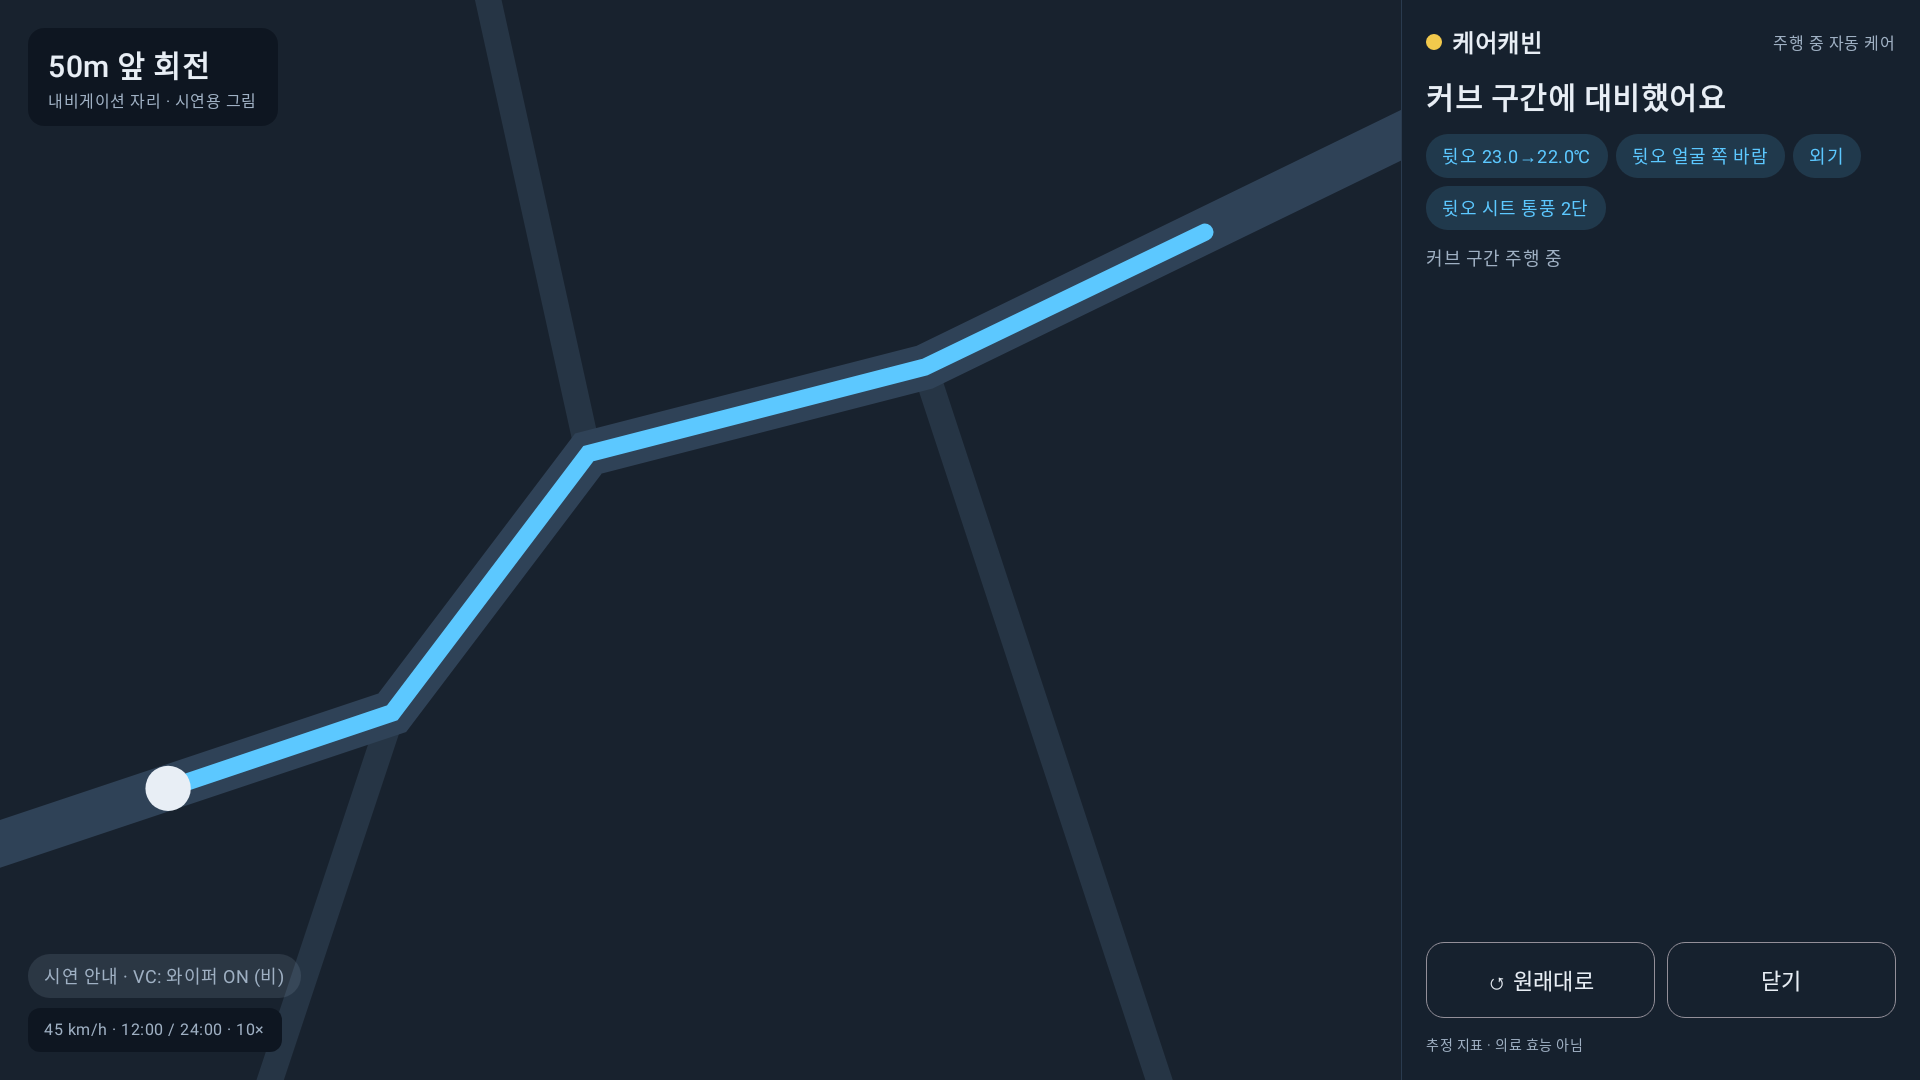 50m 앞 회전
내비게이션 자리 · 시연용 그림
케어캐빈
주행 중 자동 케어
커브 구간에 대비했어요
뒷오 23.0→22.0℃
뒷오 얼굴 쪽 바람
외기
뒷오 시트 통풍 2단
커브 구간 주행 중
시연 안내 · VC: 와이퍼 ON (비)
45 km/h · 12:00 / 24:00 · 10×
↺ 원래대로
닫기
추정 지표 · 의료 효능 아님